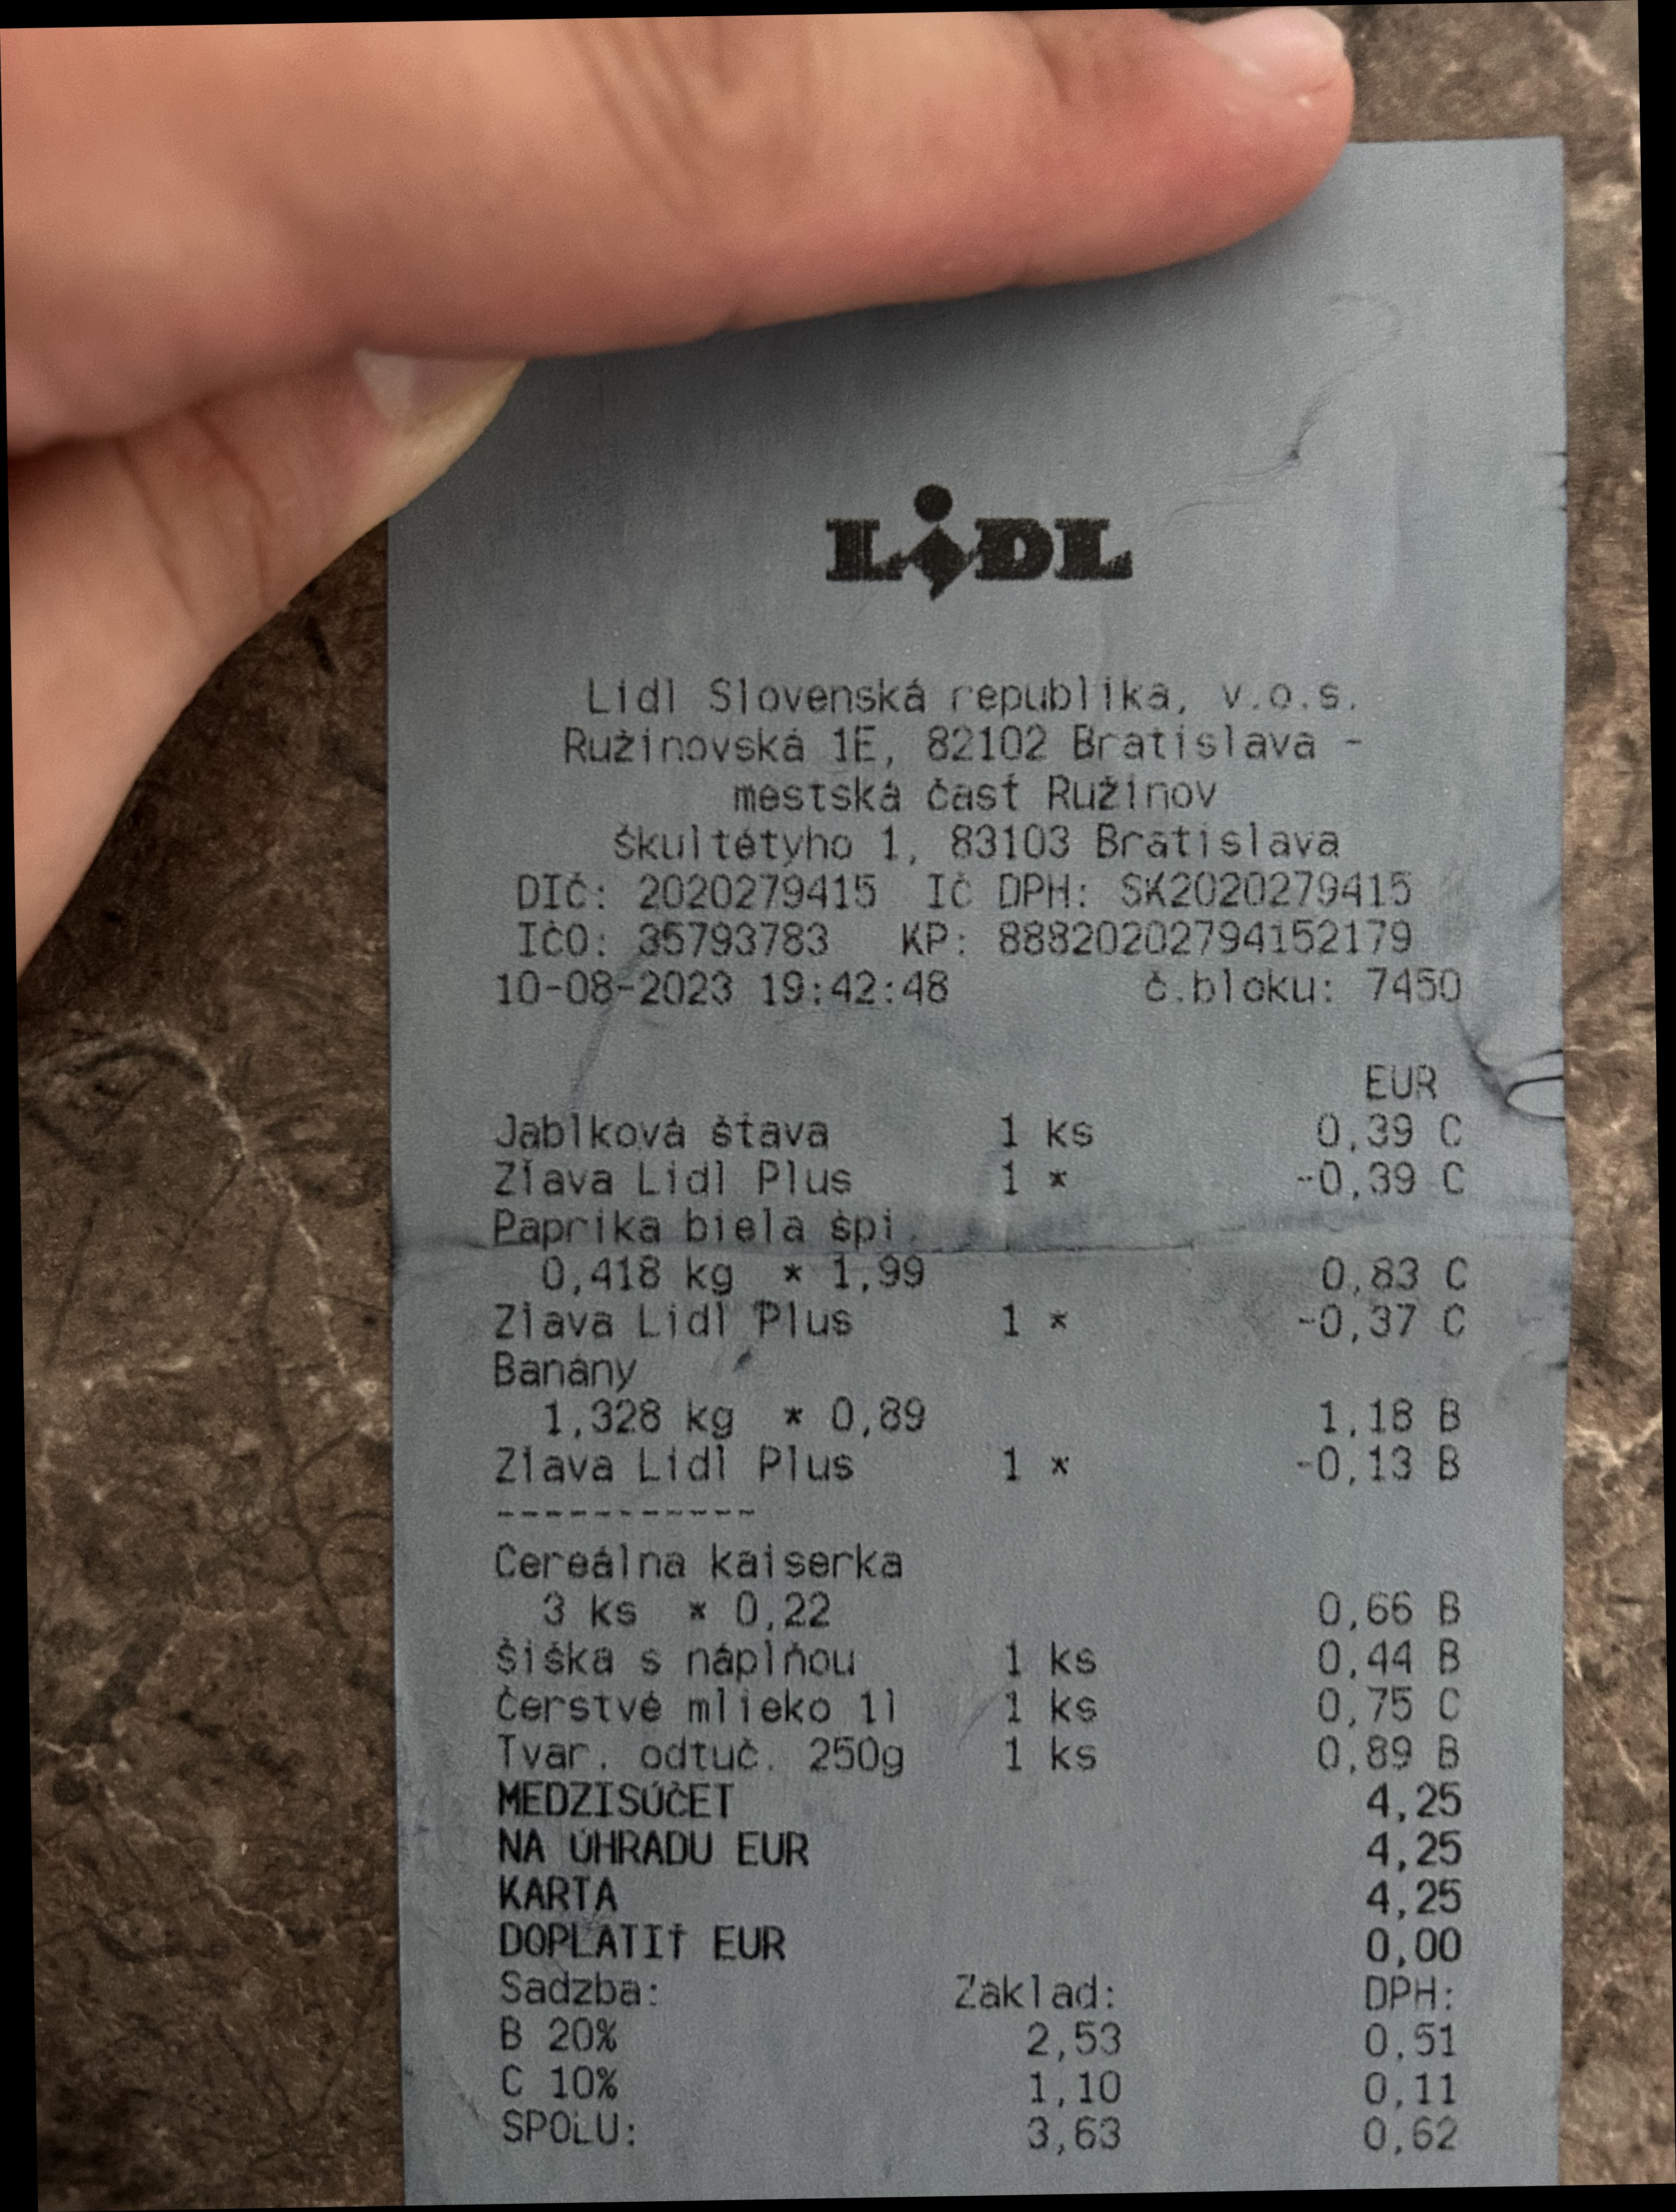 LIDL
Lidl Slovenská republika, v.o.s.
Ružinovská 1E, 82102 Bratislava -
mestská časť Ružinov
Škultétyho 1, 83103 Bratislava
DIČ: 2020279415 IČ DPH: SK2020279415
IČO: 35793783 KP: 88820202794152179
10-08-2023 19:42:48 č.bloku: 7450
EUR
Jablková šťava 1 ks 0,39 C
Zľava Lidl Plus 1 * -0,39 C
Paprika biela špi.
0,418 kg * 1,99 0,83 C
Zľava Lidl Plus 1 * -0,37 C
Banány
1,328 kg * 0,89 1,18 B
Zľava Lidl Plus 1 * -0,13 B
-----------
Cereálna kaiserka
3 ks * 0,22 0,66 B
Šiška s náplňou 1 ks 0,44 B
Čerstvé mlieko 1l 1 ks 0,75 C
Tvar. odtuč. 250g 1 ks 0,89 B
MEDZISÚČET 4,25
NA ÚHRADU EUR 4,25
KARTA 4,25
DOPLATIŤ EUR 0,00
Sadzba: Základ: DPH:
B 20% 2,53 0,51
C 10% 1,10 0,11
SPOLU: 3,63 0,62